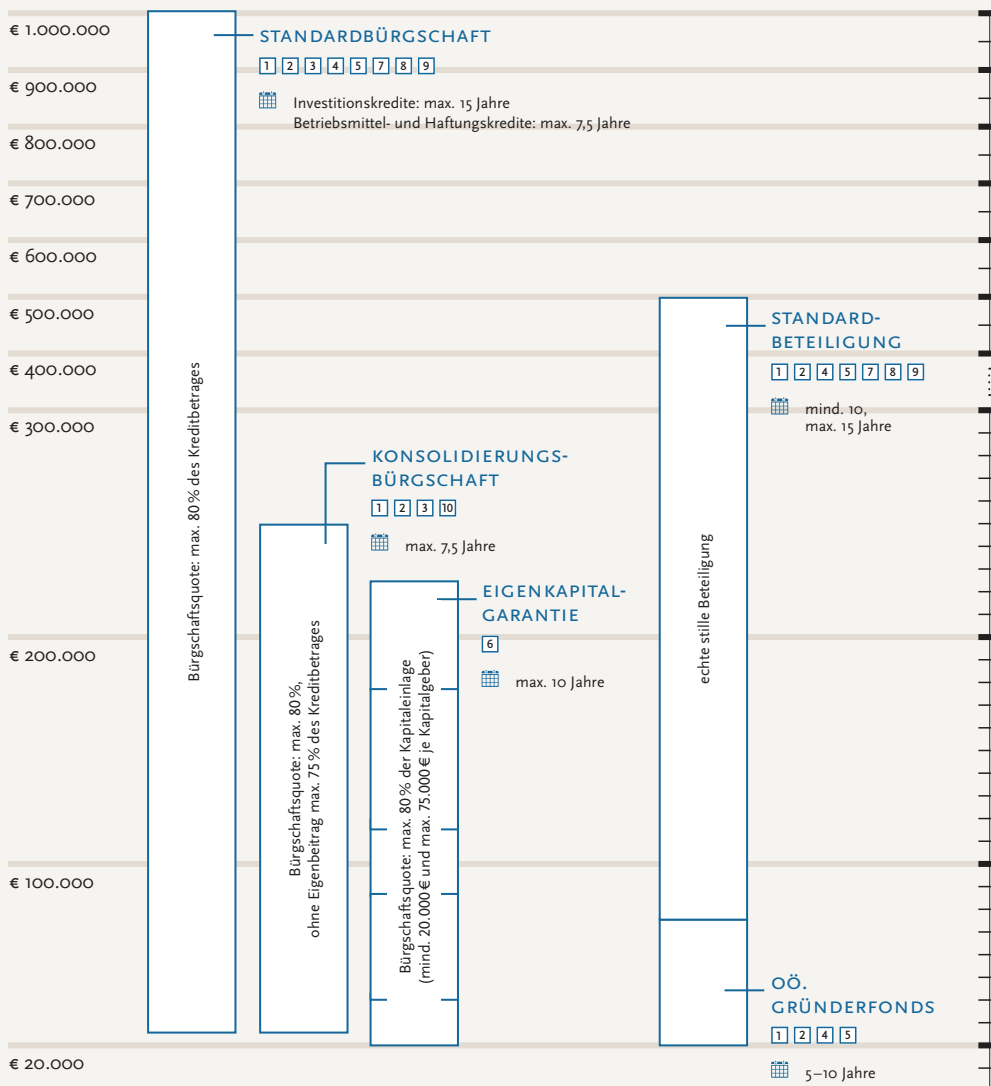 € 1.000.000
€ 900.000
€ 800.000
€ 700.000
€ 600.000
€ 500.000
€ 400.000
€ 300.000
€ 200.000
€ 100.000
€ 20.000
Bürgschaftsquote: max. 80 % des Kreditbetrages
STANDARDBÜRGSCHAFT
1 2 3 4 5 7 8 9
Investitionskredite: max. 15 Jahre
Betriebsmittel- und Haftungskredite: max. 7,5 Jahre
Bürgschaftsquote: max. 80 %,
ohne Eigenbeitrag max. 75 % des Kreditbetrages
KONSOLIDIERUNGS-
BÜRGSCHAFT
1 2 3 10
max. 7,5 Jahre
Bürgschaftsquote: max. 80 % der Kapitaleinlage
(mind. 20.000 € und max. 75.000 € je Kapitalgeber)
EIGENKAPITAL-
GARANTIE
6
max. 10 Jahre
echte stille Beteiligung
STANDARD-
BETEILIGUNG
1 2 4 5 7 8 9
mind. 10,
max. 15 Jahre
OÖ.
GRÜNDERFONDS
1 2 4 5
5–10 Jahre